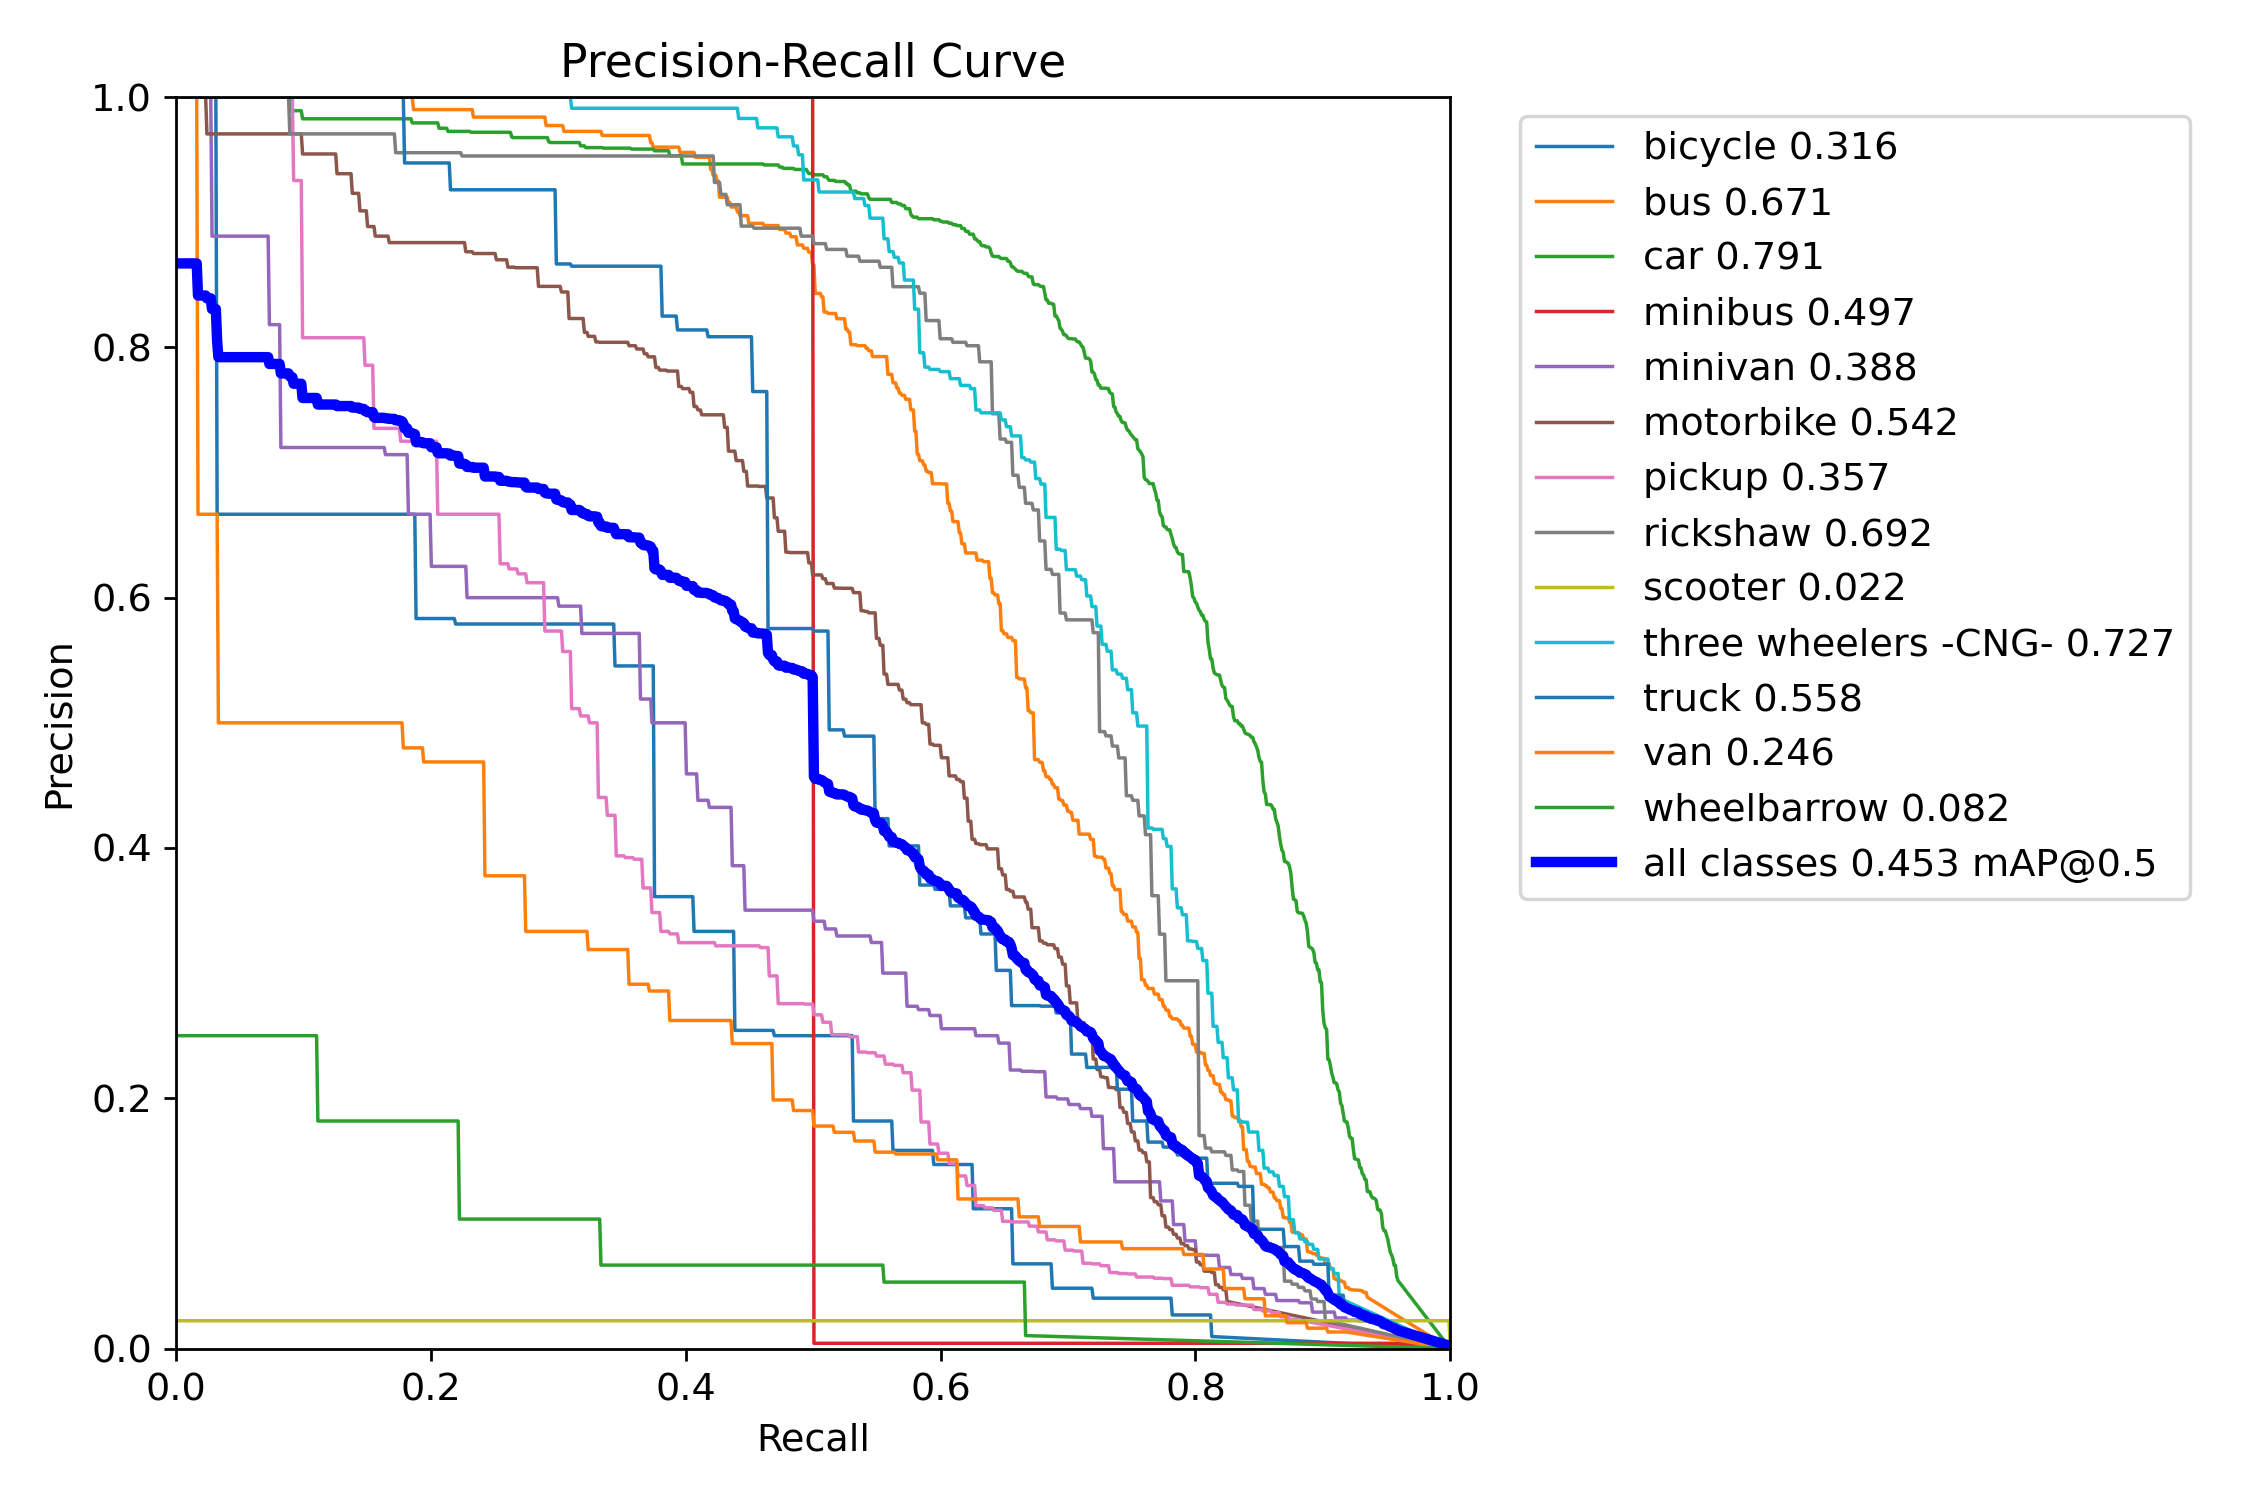 Precision-Recall Curve
1.0
0.8
0.6
0.4
0.2
0.0
Precision
0.0 0.2 0.4 0.6 0.8 1.0
Recall
bicycle 0.316
bus 0.671
car 0.791
minibus 0.497
minivan 0.388
motorbike 0.542
pickup 0.357
rickshaw 0.692
scooter 0.022
three wheelers -CNG- 0.727
truck 0.558
van 0.246
wheelbarrow 0.082
all classes 0.453 mAP@0.5